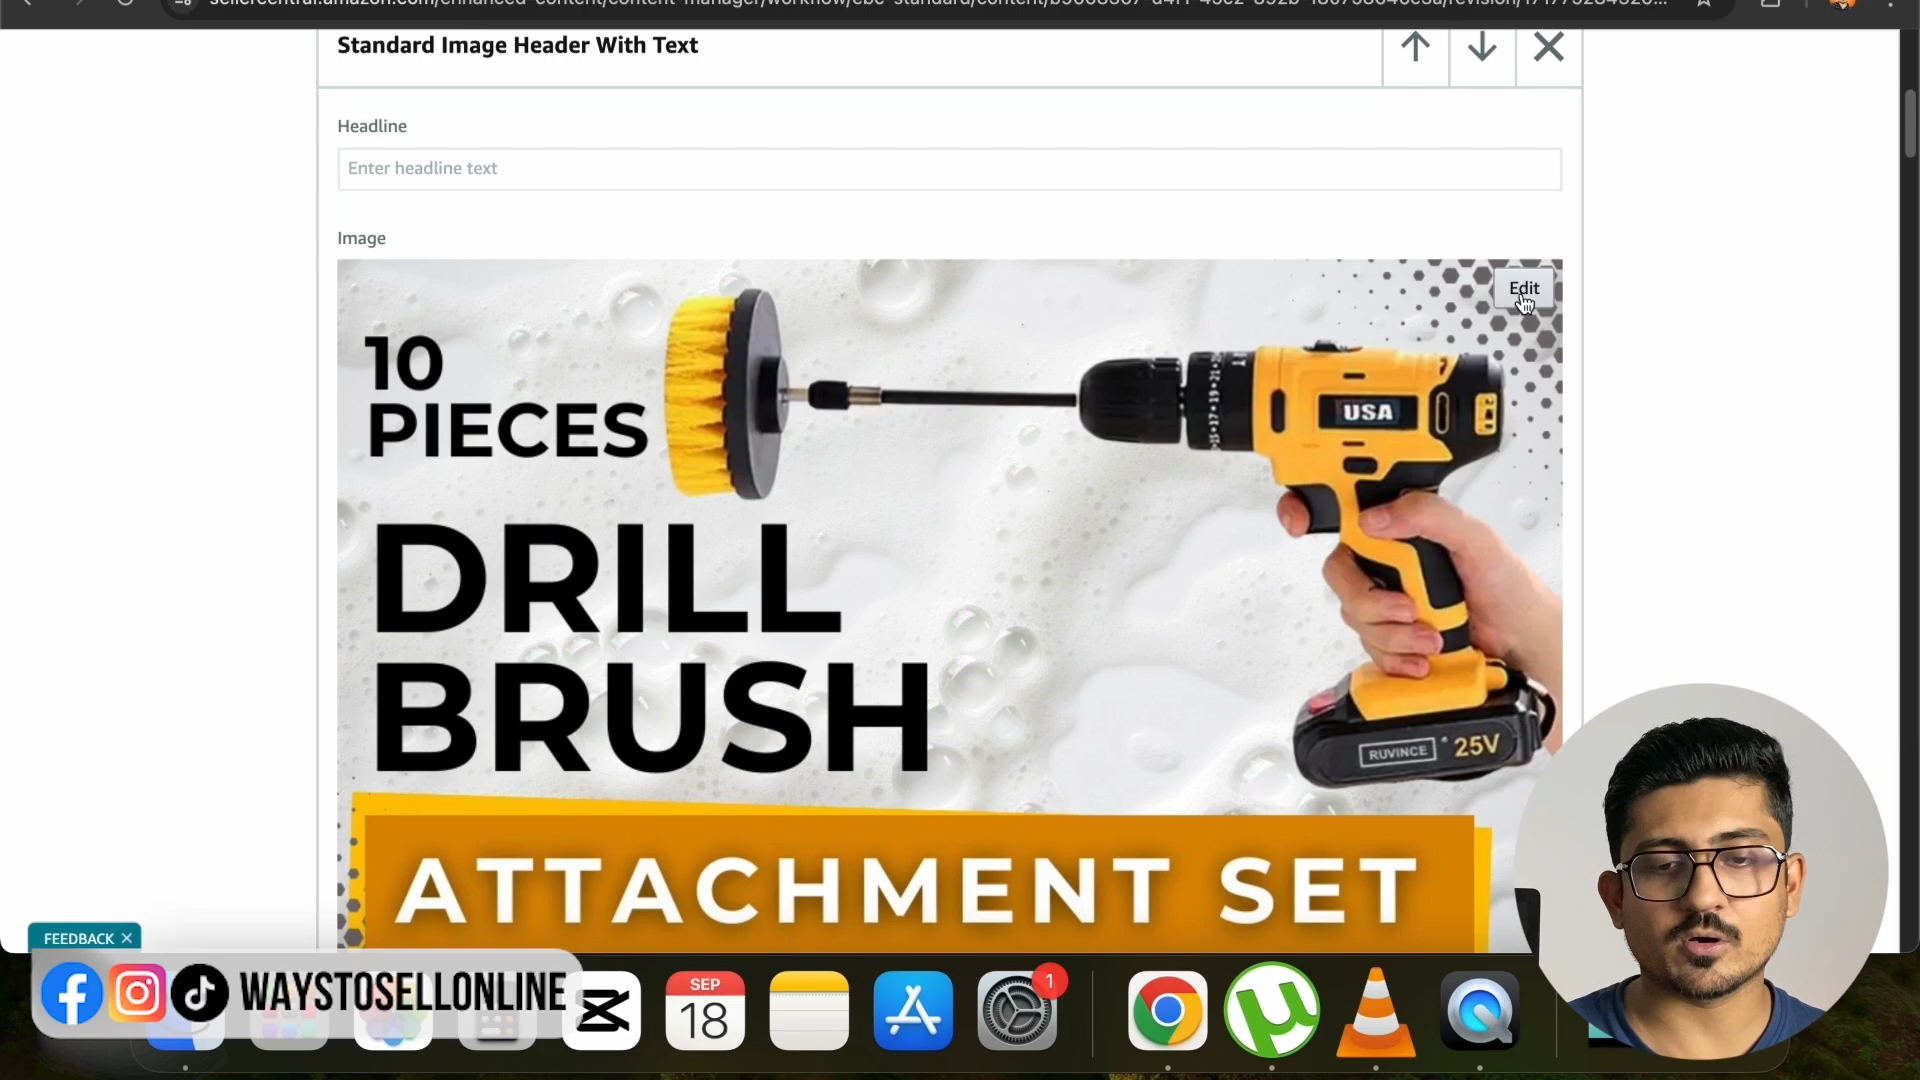 Standard Image Header With Text
Headline
Enter headline text
Image
Edit
10
PIECES
USA
DRILL
BRUSH
RUVINCE 25V
ATTACHMENT SET
FEEDBACK
WAYSTOSELLONLINE
SEP
18
1